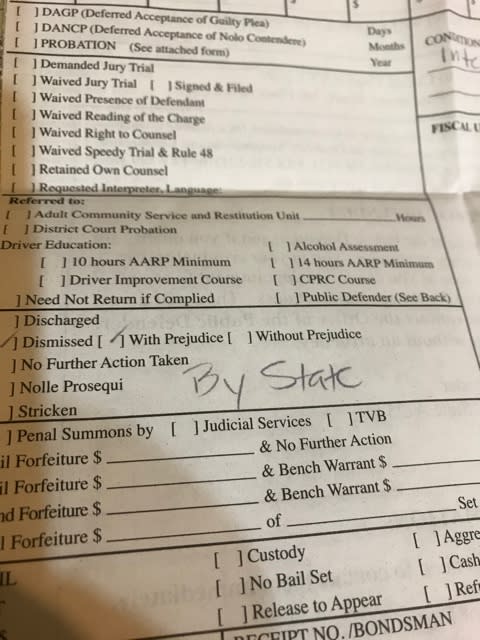 $
[ ] DAGP (Deferred Acceptance of Guilty Plea)
[ ] DANCP (Deferred Acceptance of Nolo Contendere) Days
[ ] PROBATION (See attached form) Months
Year
[ ] Demanded Jury Trial
[ ] Waived Jury Trial [ ] Signed & Filed
[ ] Waived Presence of Defendant
[ ] Waived Reading of the Charge
[ ] Waived Right to Counsel
[ ] Waived Speedy Trial & Rule 48
[ ] Retained Own Counsel
[ ] Requested Interpreter, Language:
CONDITION
FISCAL U
Referred to:
[ ] Adult Community Service and Restitution Unit Hours
[ ] District Court Probation
Driver Education: [ ] Alcohol Assessment
[ ] 10 hours AARP Minimum [ ] 14 hours AARP Minimum
[ ] Driver Improvement Course [ ] CPRC Course
] Need Not Return if Complied [ ] Public Defender (See Back)
] Discharged
✓] Dismissed [✓] With Prejudice [ ] Without Prejudice
] No Further Action Taken
] Nolle Prosequi
By State
] Stricken
] Penal Summons by [ ] Judicial Services [ ] TVB
il Forfeiture $ & No Further Action
il Forfeiture $ & Bench Warrant $
nd Forfeiture $ & Bench Warrant $
l Forfeiture $ of Set
IL [ ] Custody [ ] Aggre
[ ] No Bail Set [ ] Cash
[ ] Release to Appear [ ] Refu
RECEIPT NO. /BONDSMAN